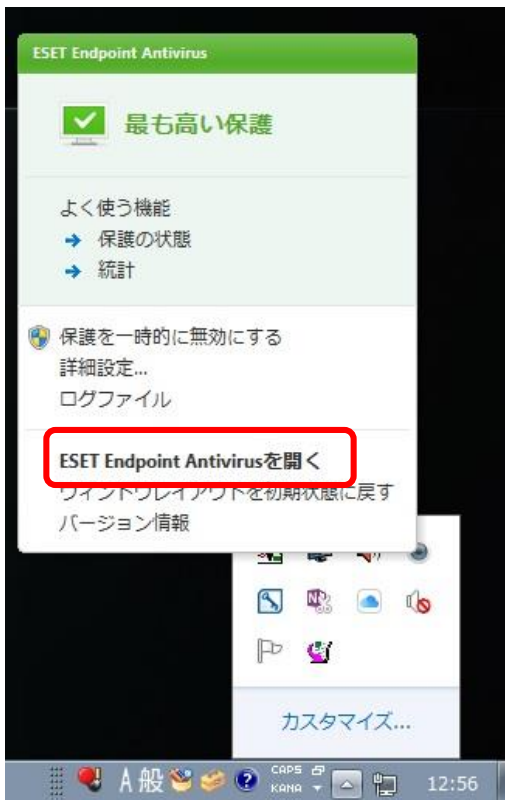 ESET Endpoint Antivirus
最も高い保護
よく使う機能
保護の状態
統計
保護を一時的に無効にする
詳細設定...
ログファイル
ESET Endpoint Antivirusを開く
ウィンドウレイアウトを初期状態に戻す
バージョン情報
カスタマイズ...
A 般 CAPS
KANA
12:56